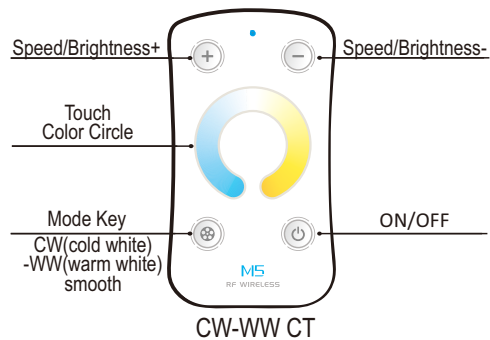 Speed/Brightness+
Speed/Brightness-
Touch
Color Circle
Mode Key
CW(cold white)
-WW(warm white)
smooth
ON/OFF
M5
RF WIRELESS
CW-WW CT